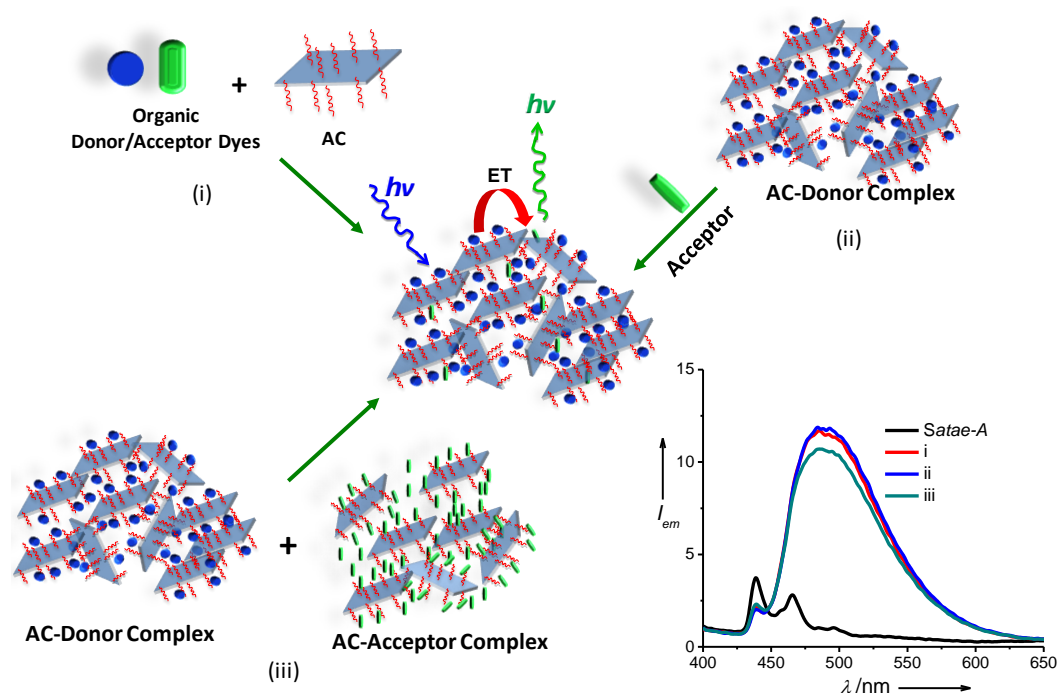 hν
+
Organic
Donor/Acceptor Dyes
AC
(i)
hν
ET
AC-Donor Complex
(ii)
Acceptor
AC-Donor Complex
+
AC-Acceptor Complex
(iii)
15
10
5
0
I em
Satae-A
i
ii
iii
400 450 500 550 600 650
λ /nm